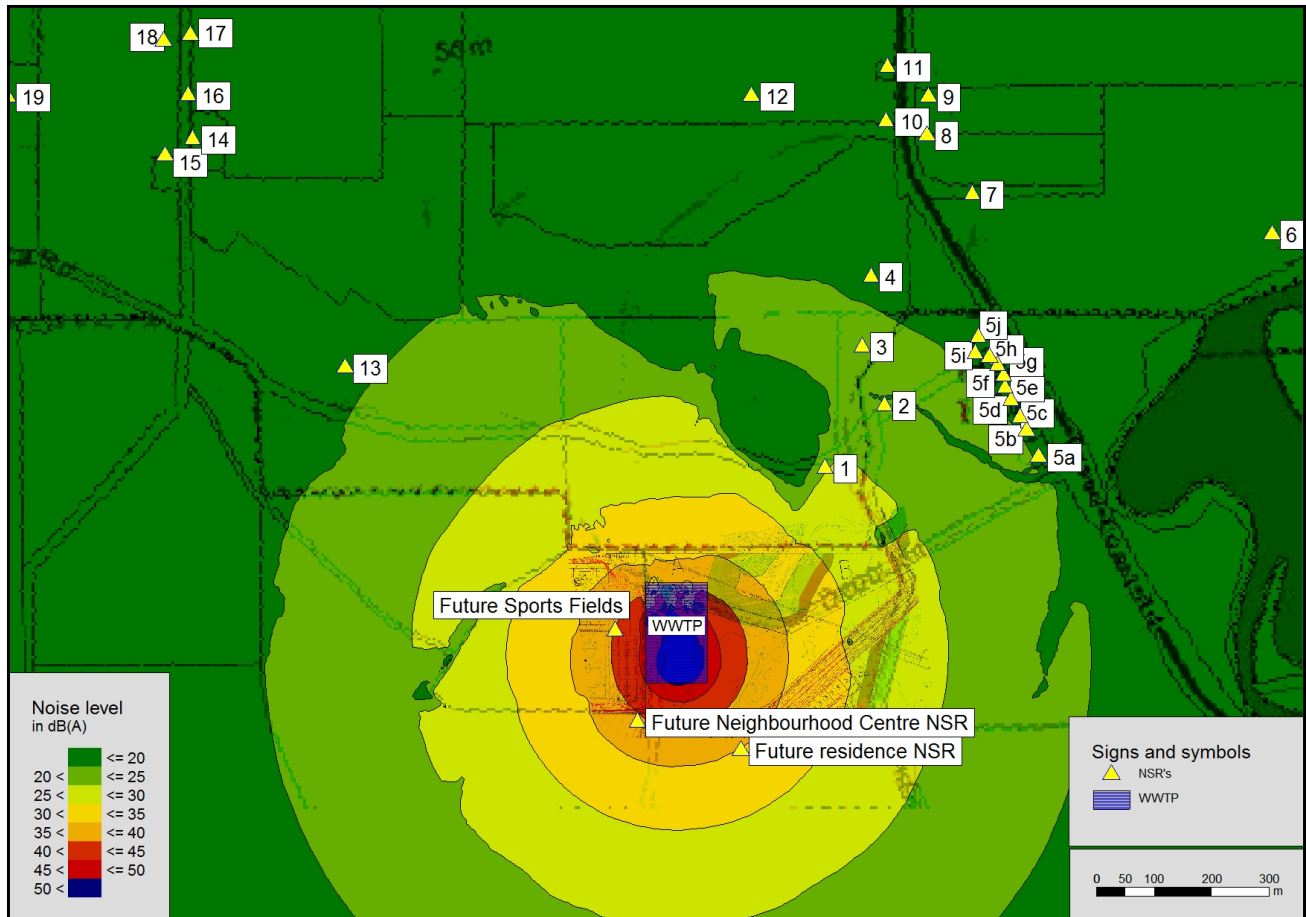 56 m
18
17
11
19
16
12
9
10
14
8
15
7
6
4
5j
3
5h
5i
5g
13
5f
5e
2
5d
5c
5b
5a
1
Future Sports Fields
WWTP
Future Neighbourhood Centre NSR
Future residence NSR
Noise level
in dB(A)
<= 20
20 < <= 25
25 < <= 30
30 < <= 35
35 < <= 40
40 < <= 45
45 < <= 50
50 <
Signs and symbols
NSR's
WWTP
0 50 100 200 300
m